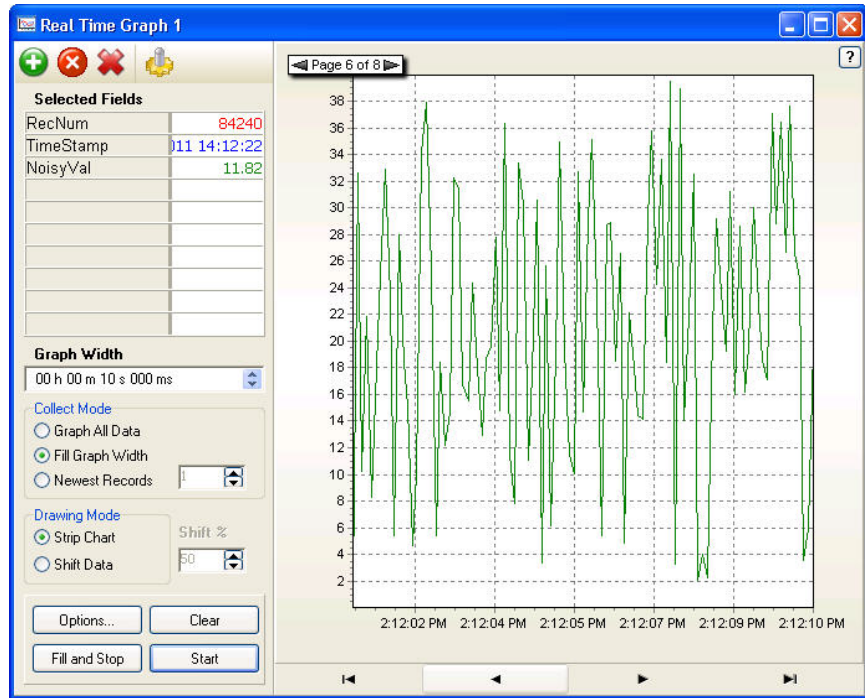 Real Time Graph 1
?
Page 6 of 8
Selected Fields
RecNum 84240
TimeStamp 011 14:12:22
NoisyVal 11.82
Graph Width
00 h 00 m 10 s 000 ms
Collect Mode
Graph All Data
Fill Graph Width
Newest Records 1
Drawing Mode
Strip Chart
Shift Data
Shift %
50
Options...
Clear
Fill and Stop
Start
38
36
34
32
30
28
26
24
22
20
18
16
14
12
10
8
6
4
2
2:12:02 PM 2:12:04 PM 2:12:05 PM 2:12:07 PM 2:12:09 PM 2:12:10 PM